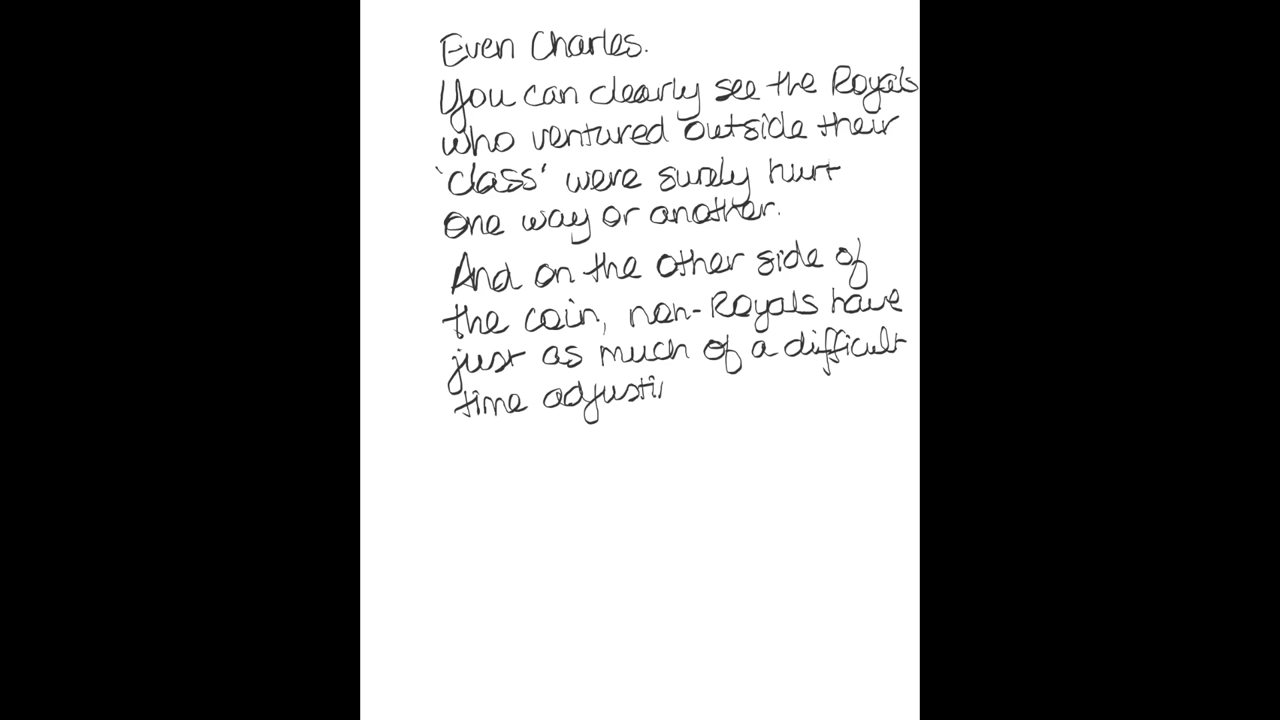 Even Charles.
You can clearly see the Royals
who ventured outside their
'class' were surely hurt
one way or another.
And on the other side of
the coin, non-Royals have
just as much of a difficult
time adjusti